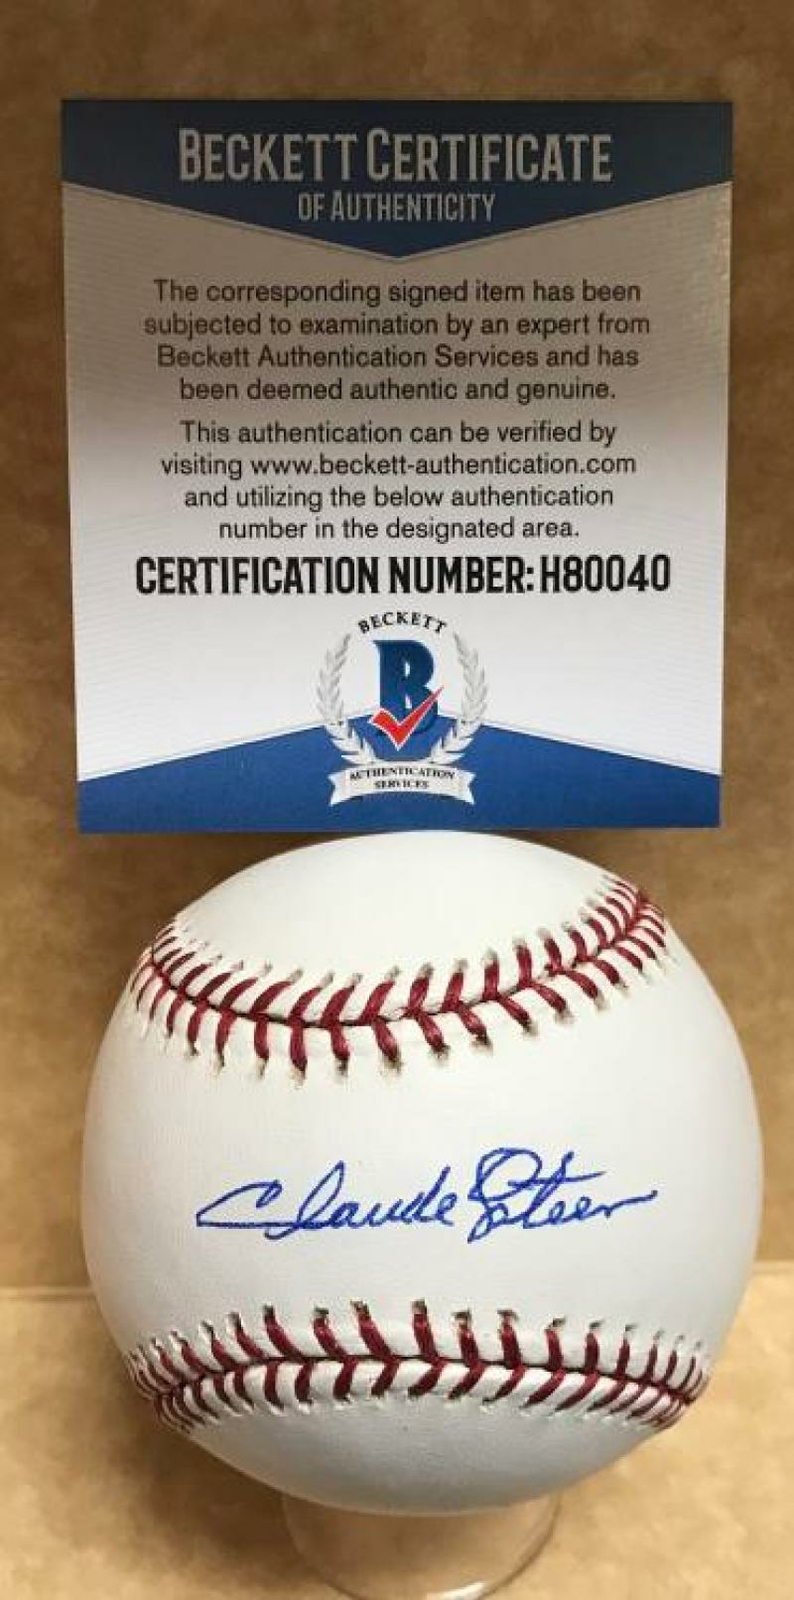 BECKETT CERTIFICATE
OF AUTHENTICITY
The corresponding signed item has been
subjected to examination by an expert from
Beckett Authentication Services and has
been deemed authentic and genuine.
This authentication can be verified by
visiting www.beckett-authentication.com
and utilizing the below authentication
number in the designated area.
CERTIFICATION NUMBER: H80040
BECKETT
B
AUTHENTICATION
SERVICES
Claude Osteen